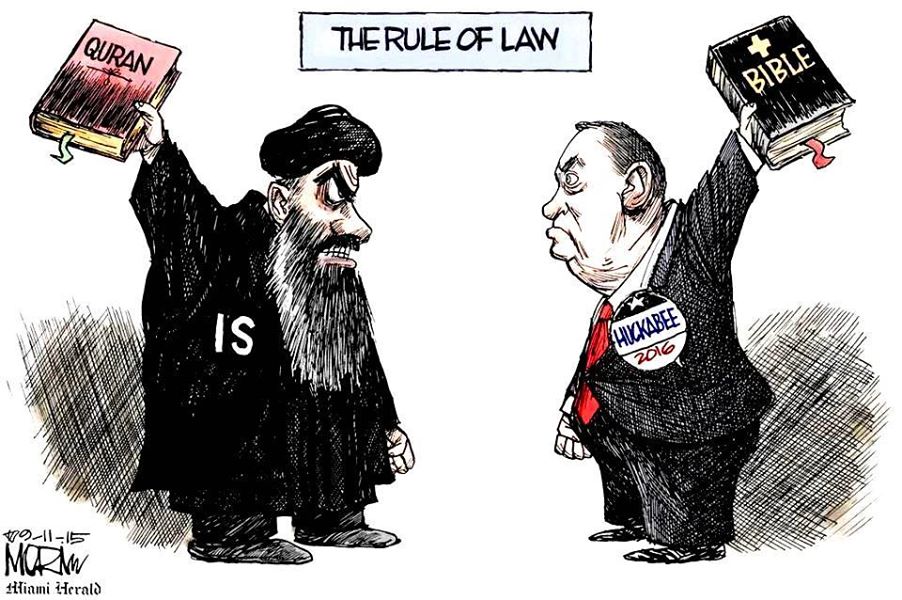 THE RULE OF LAW
QURAN
BIBLE
IS
HUCKABEE
2016
9-11-15
MORIN
Miami Herald